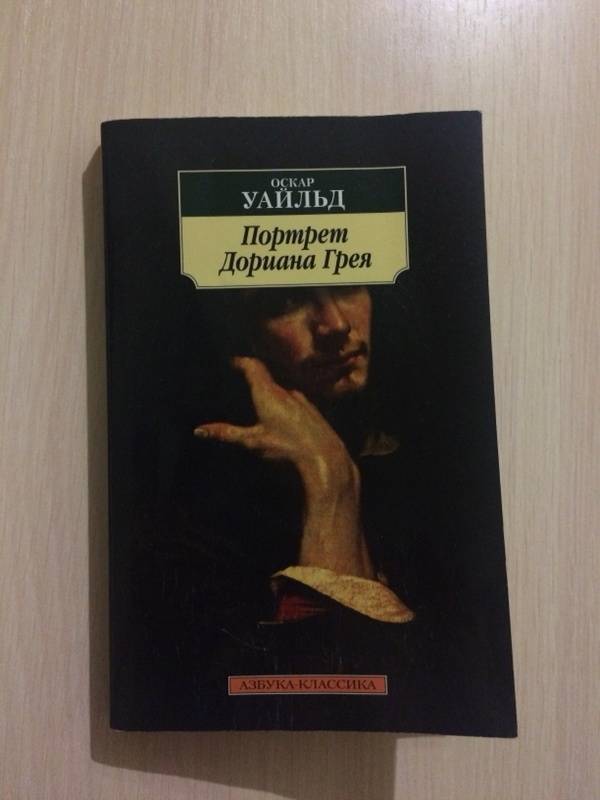 ОСКАР
УАЙЛЬД
Портрет
Дориана Грея
АЗБУКА-КЛАССИКА